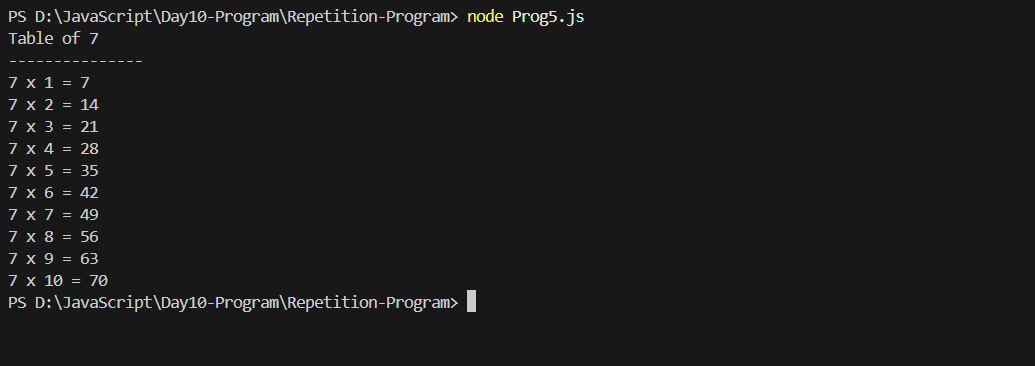 PS D:\JavaScript\Day10-Program\Repetition-Program> node Prog5.js
Table of 7
---------------
7 x 1 = 7
7 x 2 = 14
7 x 3 = 21
7 x 4 = 28
7 x 5 = 35
7 x 6 = 42
7 x 7 = 49
7 x 8 = 56
7 x 9 = 63
7 x 10 = 70
PS D:\JavaScript\Day10-Program\Repetition-Program>